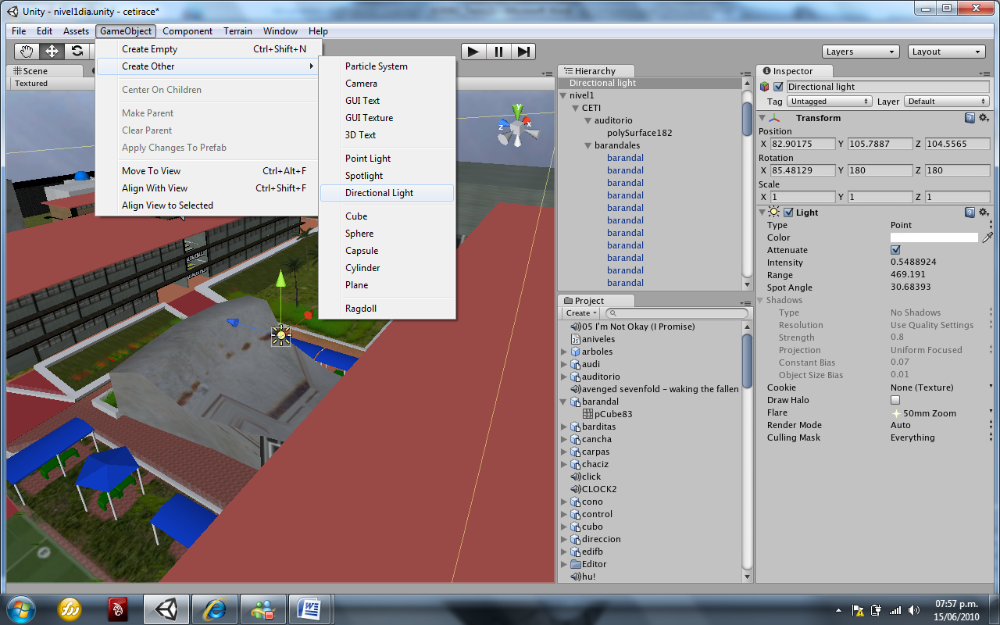 Unity - nivel1dia.unity - cetirace*
File Edit Assets GameObject Component Terrain Window Help
Create Empty Ctrl+Shift+N
Create Other
Center On Children
Make Parent
Clear Parent
Apply Changes To Prefab
Move To View Ctrl+Alt+F
Align With View Ctrl+Shift+F
Align View to Selected
Particle System
Camera
GUI Text
GUI Texture
3D Text
Point Light
Spotlight
Directional Light
Cube
Sphere
Capsule
Cylinder
Plane
Ragdoll
Layers
Layout
Scene
Textured
y
z
x
Hierarchy
Directional light
nivel1
CETI
auditorio
polySurface182
barandales
barandal
barandal
barandal
barandal
barandal
barandal
barandal
barandal
barandal
barandal
barandal
Project
Create
05 I'm Not Okay (I Promise)
aniveles
arboles
audi
auditorio
avenged sevenfold - waking the fallen
barandal
pCube83
barditas
cancha
carpas
chaciz
click
CLOCK2
cono
control
cubo
direccion
edifb
Editor
hu!
Inspector
Directional light
Tag Untagged Layer Default
Transform
Position
X 82.90175 Y 105.7887 Z 104.5565
Rotation
X 85.48129 Y 180 Z 180
Scale
X 1 Y 1 Z 1
Light
Type Point
Color
Attenuate
Intensity 0.5488924
Range 469.191
Spot Angle 30.68393
Shadows
Type No Shadows
Resolution Use Quality Settings
Strength 0.8
Projection Uniform Focused
Constant Bias 0.07
Object Size Bias 0.01
Cookie None (Texture)
Draw Halo
Flare 50mm Zoom
Render Mode Auto
Culling Mask Everything
07:57 p.m.
15/06/2010